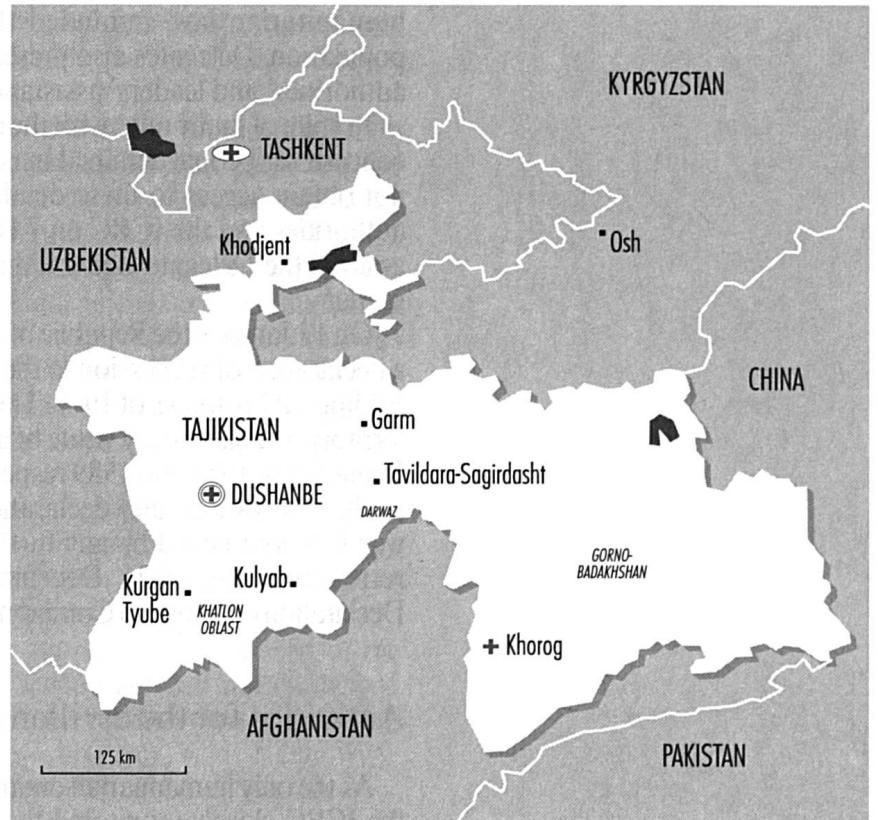 KYRGYZSTAN
TASHKENT
Khodjent
Osh
UZBEKISTAN
CHINA
Garm
TAJIKISTAN
Tavildara-Sagirdasht
DUSHANBE
DARWAZ
GORNO-
BADAKHSHAN
Kurgan
Tyube
Kulyab
KHATLON
OBLAST
Khorog
AFGHANISTAN
PAKISTAN
125 km